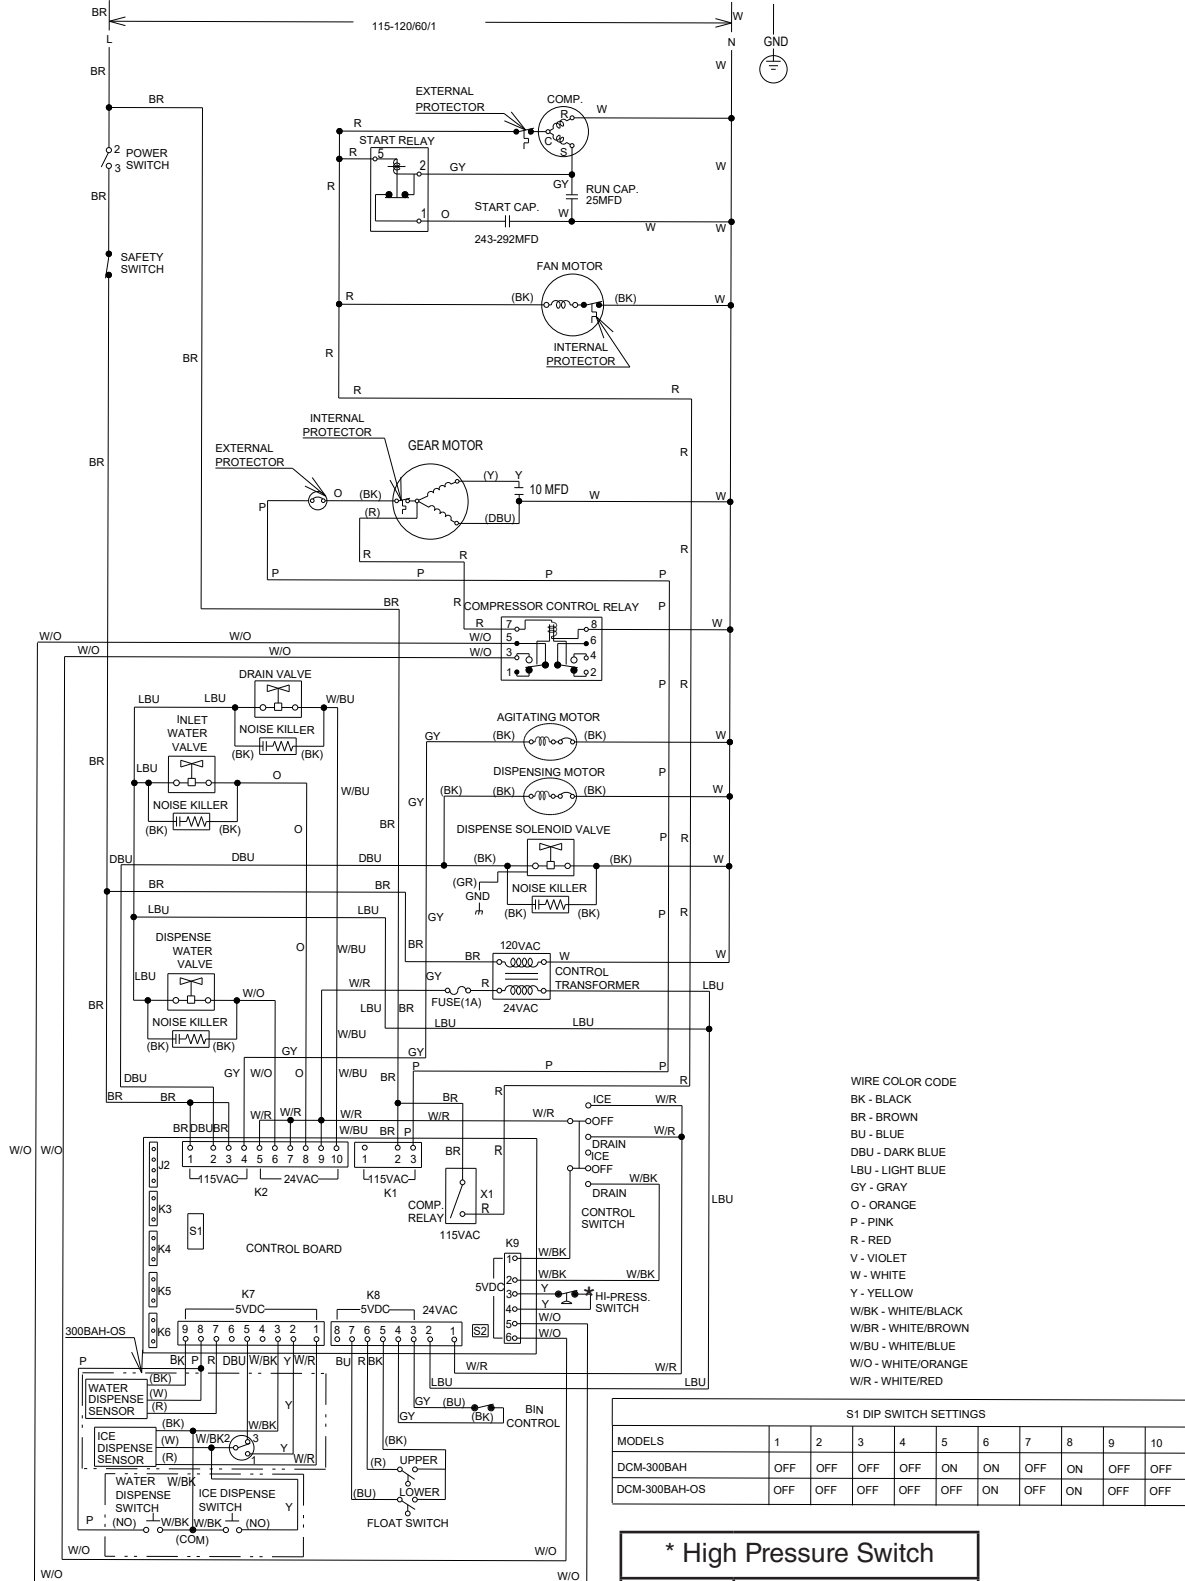 BR
115-120/60/1
W
L
N
GND
BR
W
BR
EXTERNAL
PROTECTOR
COMP.
R
C
S
W
R
START RELAY
R
5
2
1
GY
GY
RUN CAP.
25MFD
2
3
POWER
SWITCH
BR
R
W
O
START CAP.
W
243-292MFD
W
W
SAFETY
SWITCH
FAN MOTOR
R
(BK)
(BK)
W
INTERNAL
PROTECTOR
BR
R
R
R
INTERNAL
PROTECTOR
EXTERNAL
PROTECTOR
GEAR MOTOR
BR
R
P
O
(BK)
(R)
(Y)
Y
10 MFD
(DBU)
W
W
R
R
R
P
P
P
P
BR
R
COMPRESSOR CONTROL RELAY
P
R
7
8
5
6
3
4
1
2
W
W/O
W/O
W/O
W/O
W/O
W/O
DRAIN VALVE
LBU
LBU
W/BU
P
R
INLET
WATER
VALVE
NOISE KILLER
(BK)
(BK)
AGITATING MOTOR
GY
(BK)
(BK)
W
BR
LBU
O
DISPENSING MOTOR
P
W/BU
(BK)
(BK)
(BK)
W
NOISE KILLER
(BK)
(BK)
GY
BR
O
DISPENSE SOLENOID VALVE
P
R
DBU
DBU
DBU
(BK)
(BK)
W
(GR)
GND
NOISE KILLER
(BK)
(BK)
BR
BR
LBU
LBU
GY
P
R
DISPENSE
WATER
VALVE
O
W/BU
BR
120VAC
BR
W
W
CONTROL
TRANSFORMER
24VAC
LBU
W/O
W/R
GY
R
FUSE(1A)
LBU
BR
LBU
BR
NOISE KILLER
(BK)
(BK)
W/BU
LBU
LBU
GY
GY
P
P
P
DBU
GY
W/O
O
W/BU
BR
P
R
R
BR
BR
BR
W/R
W/R
W/R
W/R
W/R
ICE
OFF
DRAIN
ICE
OFF
DRAIN
W/R
W/R
CONTROL
SWITCH
W/BK
BR
DBU
BR
W/BU
BR
P
BR
R
W/O
W/O
J2
1 2 3 4 5 6 7 8 9 10
115VAC
24VAC
K2
1 2 3
115VAC
K1
COMP.
RELAY
X1
R
115VAC
LBU
K3
S1
K4
CONTROL BOARD
K5
K6
K9
5VDC
1
2
3
4
5
6
W/BK
W/BK
W/BK
Y
*
Y
HI-PRESS.
SWITCH
W/O
W/O
K7
5VDC
9 8 7 6 5 4 3 2 1
K8
5VDC
24VAC
8 7 6 5 4 3 2 1
S2
300BAH-OS
P
BK
P
R
DBU
W/BK
Y
W/R
BU
R
BK
W/R
W/R
LBU
LBU
GY
(BU)
GY
(BK)
BIN
CONTROL
WATER
DISPENSE
SENSOR
(BK)
(W)
(R)
Y
ICE
DISPENSE
SENSOR
(BK)
(W)
(R)
W/BK
W/BK
2
3
1
Y
W/R
(BK)
(R)
UPPER
(BU)
LOWER
FLOAT SWITCH
WATER
DISPENSE
SWITCH
W/BK
ICE DISPENSE
SWITCH
Y
P
(NO)
W/BK
W/BK
(NO)
(COM)
W/O
W/O
W/O
W/O
WIRE COLOR CODE
BK - BLACK
BR - BROWN
BU - BLUE
DBU - DARK BLUE
LBU - LIGHT BLUE
GY - GRAY
O - ORANGE
P - PINK
R - RED
V - VIOLET
W - WHITE
Y - YELLOW
W/BK - WHITE/BLACK
W/BR - WHITE/BROWN
W/BU - WHITE/BLUE
W/O - WHITE/ORANGE
W/R - WHITE/RED
S1 DIP SWITCH SETTINGS
MODELS 1 2 3 4 5 6 7 8 9 10
DCM-300BAH OFF OFF OFF OFF ON ON OFF ON OFF OFF
DCM-300BAH-OS OFF OFF OFF OFF OFF ON OFF ON OFF OFF
* High Pressure Switch